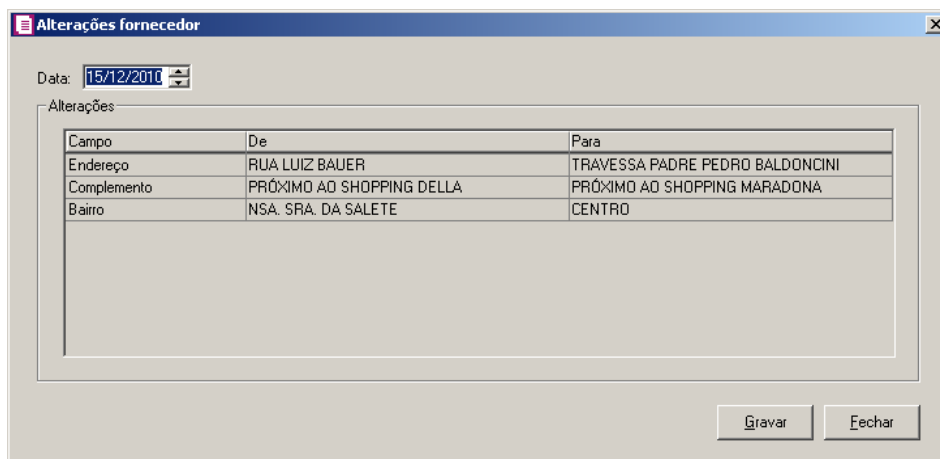 Alterações fornecedor
Data: 15/12/2010
Alterações
Campo De Para
Endereço RUA LUIZ BAUER TRAVESSA PADRE PEDRO BALDONCINI
Complemento PRÓXIMO AO SHOPPING DELLA PRÓXIMO AO SHOPPING MARADONA
Bairro NSA. SRA. DA SALETE CENTRO
Gravar Fechar